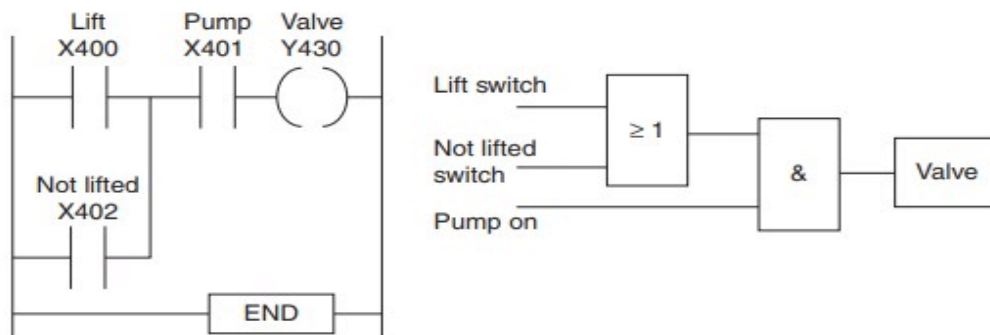 Lift
X400
Pump
X401
Valve
Y430
Not lifted
X402
END
Lift switch
≥ 1
Not lifted
switch
&
Valve
Pump on